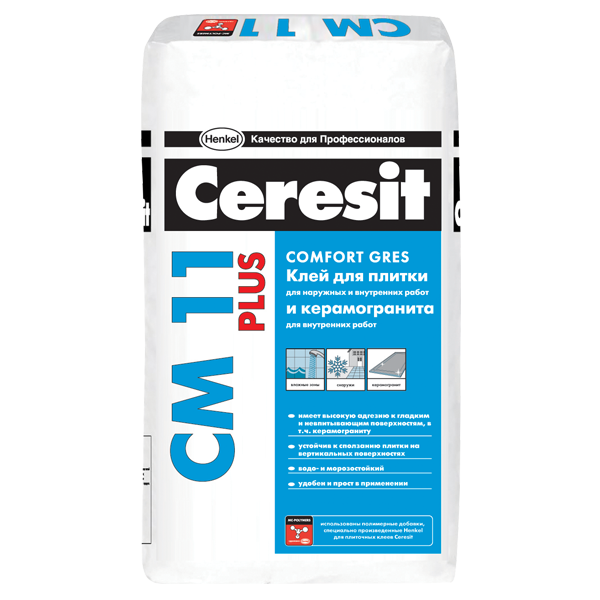 CM 11
Henkel
Качество для Профессионалов
Ceresit
CM 11
PLUS
COMFORT GRES
Клей для плитки
для наружных и внутренних работ
и керамогранита
для внутренних работ
влажные зоны
снаружи
керамогранит
имеет высокую адгезию к гладким
и невпитывающим поверхностям, в
т.ч. керамограниту
устойчив к сползанию плитки на
вертикальных поверхностях
водо- и морозостойкий
удобен и прост в применении
использованы полимерные добавки,
специально произведенные Henkel
для плиточных клеев Ceresit